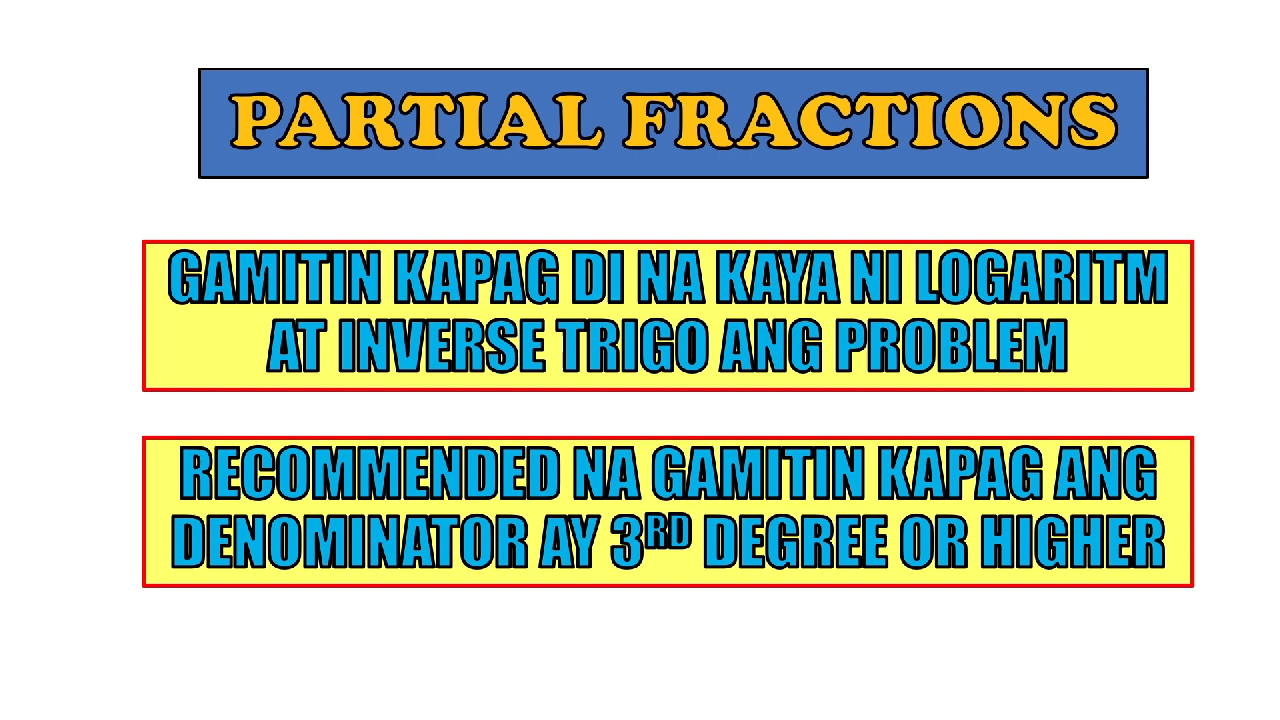 PARTIAL FRACTIONS
GAMITIN KAPAG DI NA KAYA NI LOGARITM
AT INVERSE TRIGO ANG PROBLEM
RECOMMENDED NA GAMITIN KAPAG ANG
DENOMINATOR AY 3RD DEGREE OR HIGHER